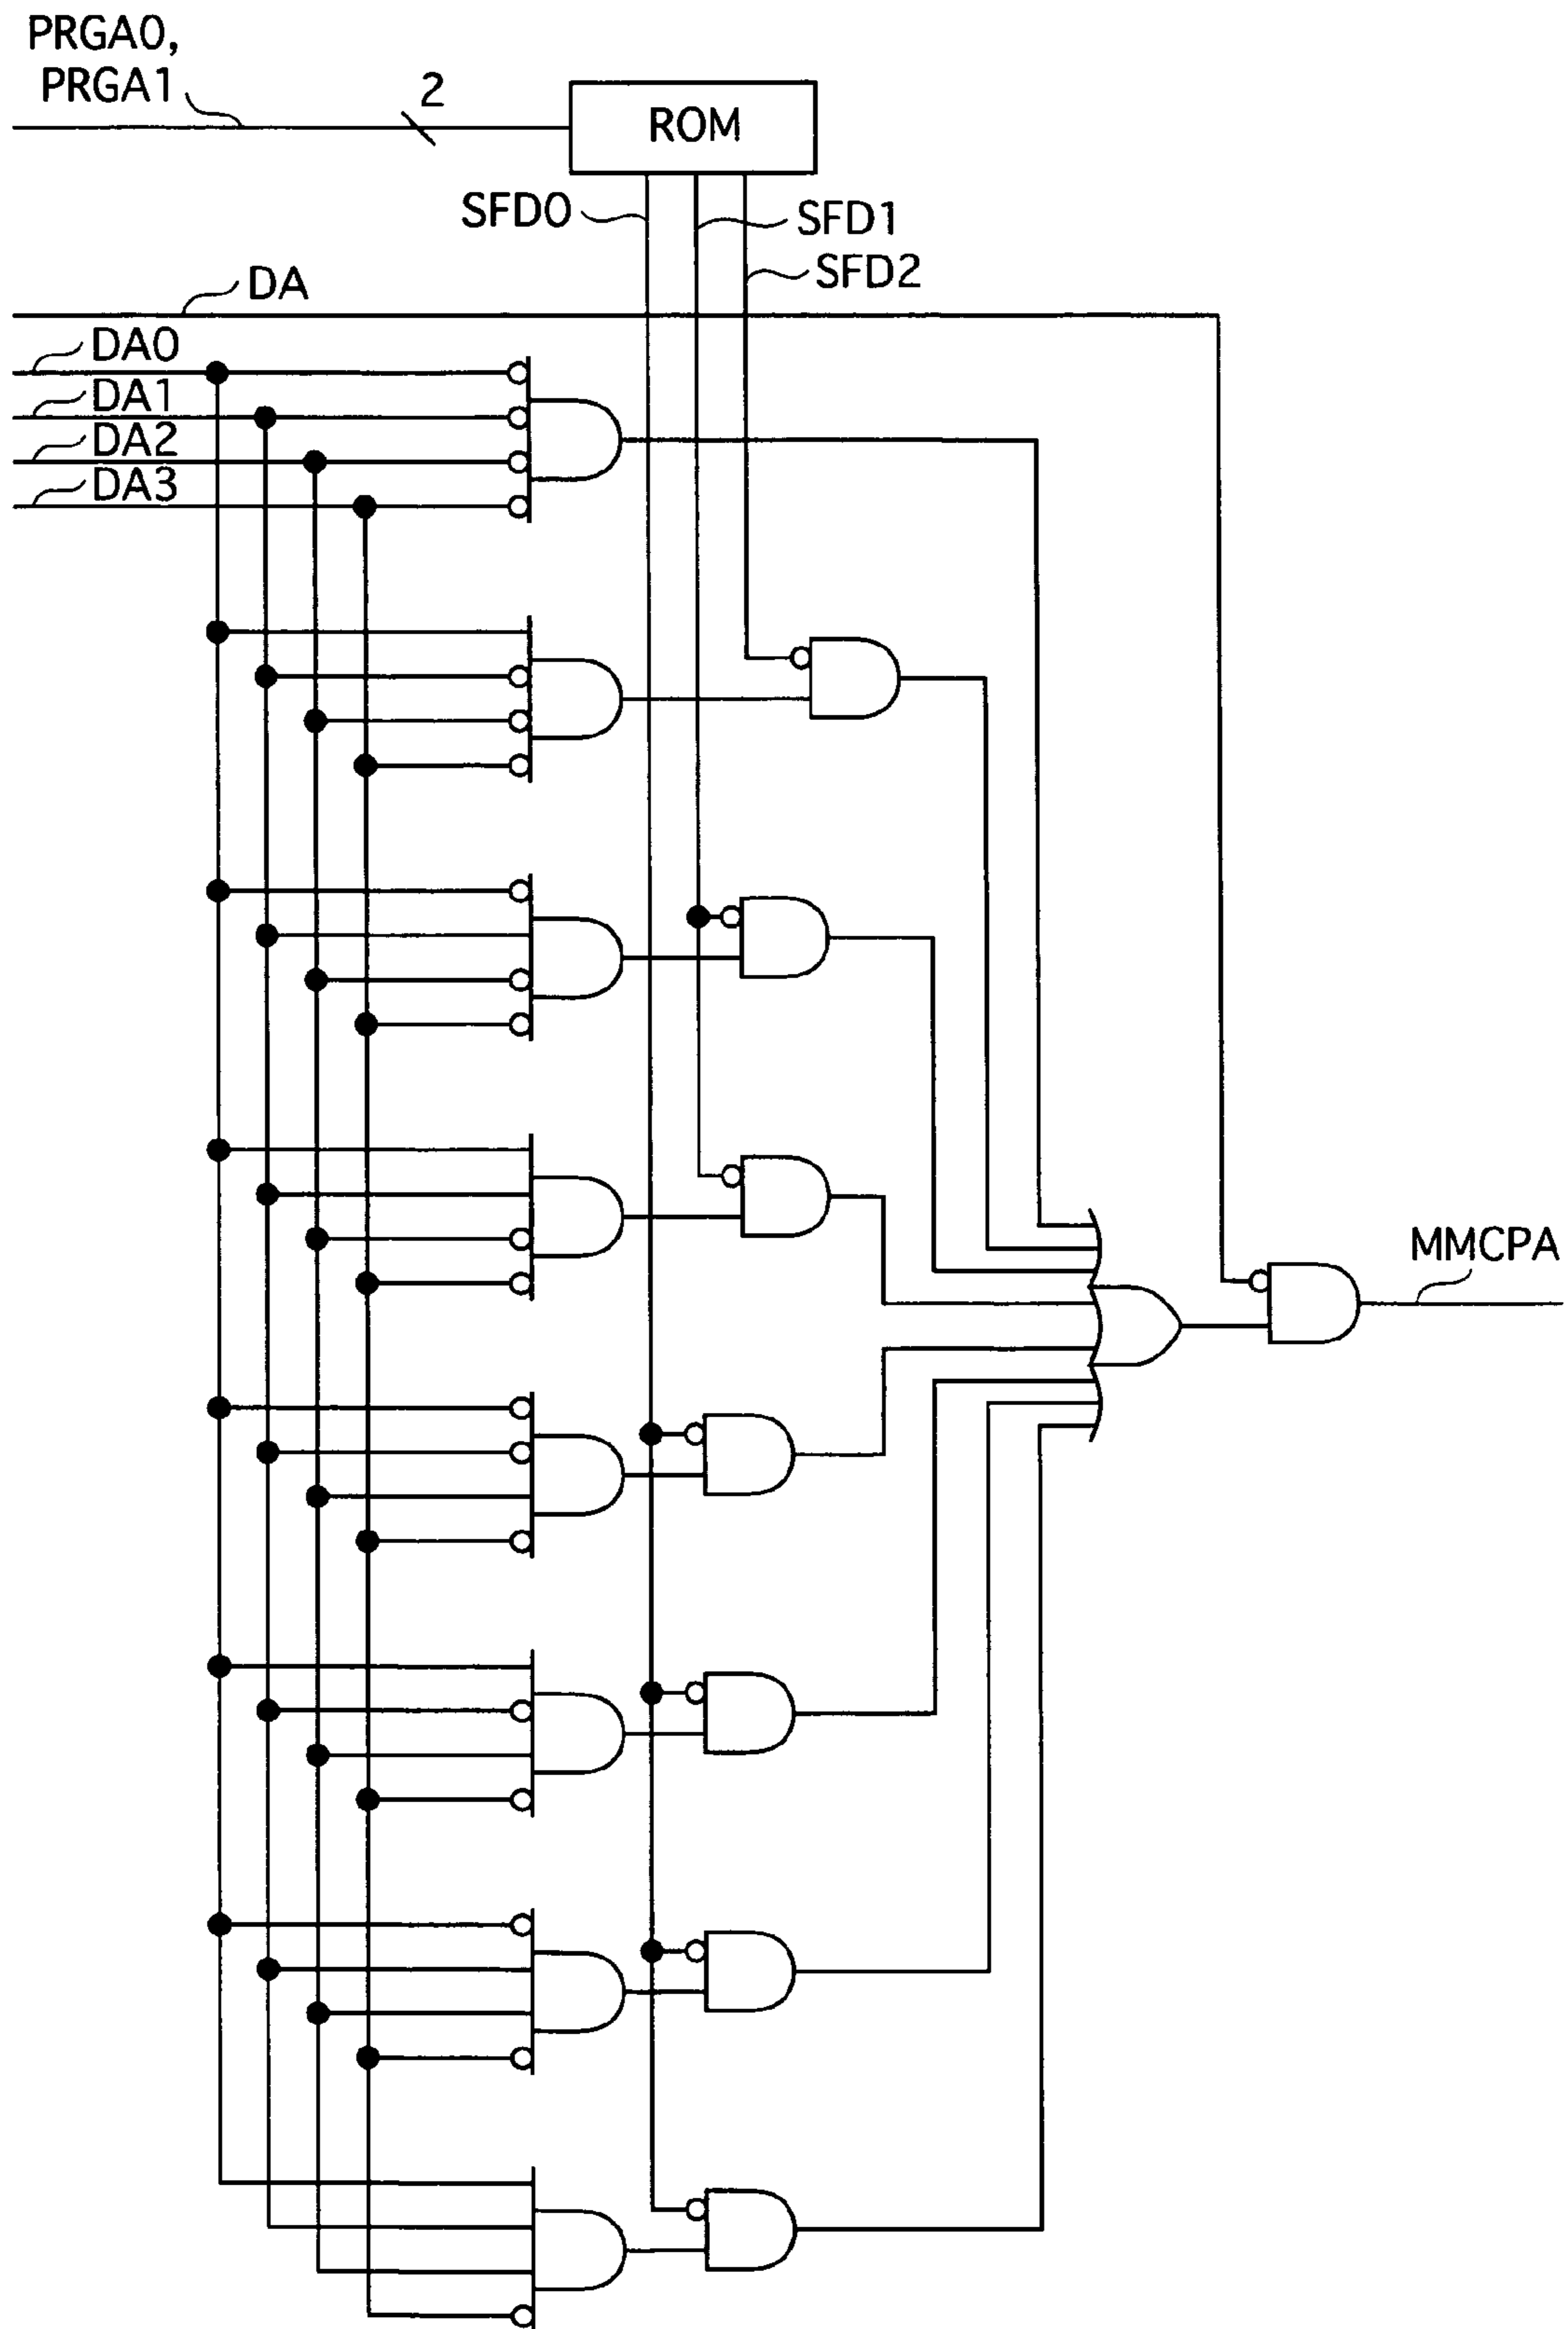 PRGA0,
PRGA1
2
ROM
SFD0
SFD1
SFD2
DA
DA0
DA1
DA2
DA3
MMCPA